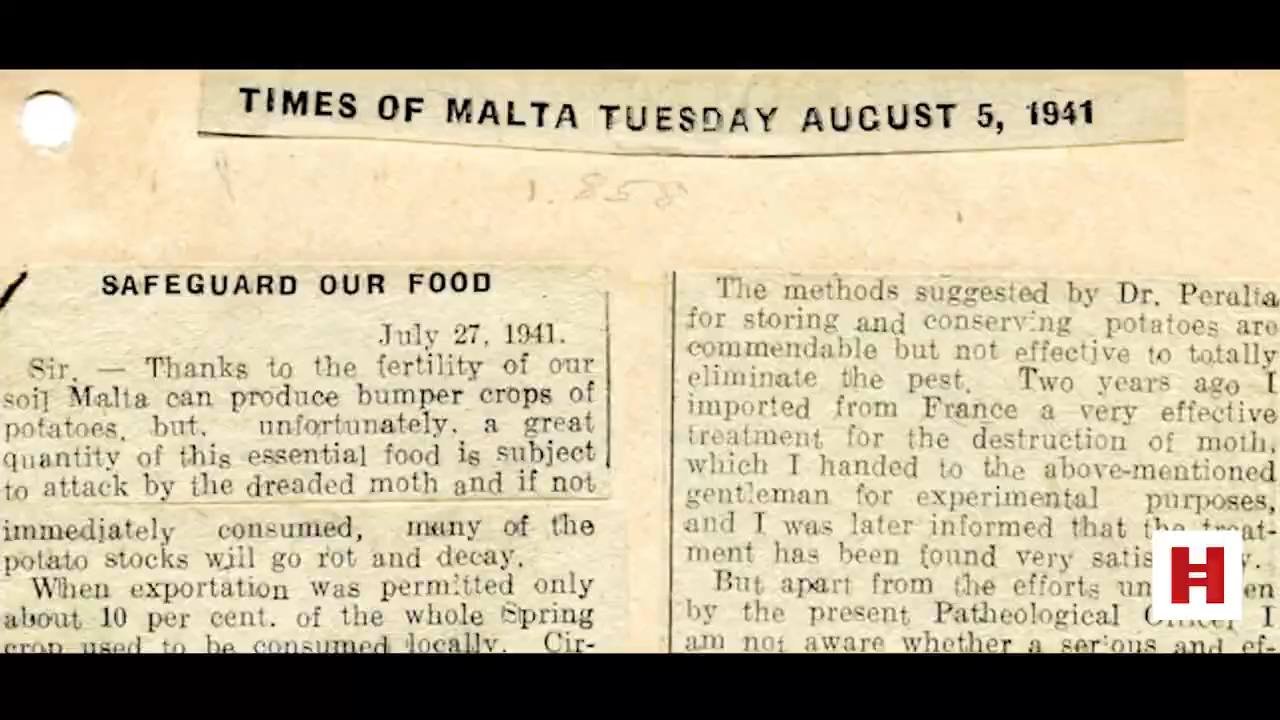 TIMES OF MALTA TUESDAY AUGUST 5, 1941
1.858
SAFEGUARD OUR FOOD
July 27, 1941.
Sir, — Thanks to the fertility of our
soil Malta can produce bumper crops of
potatoes, but, unfortunately, a great
quantity of this essential food is subject
to attack by the dreaded moth and if not
immediately consumed, many of the
potato stocks will go rot and decay.
When exportation was permitted only
about 10 per cent. of the whole Spring
crop used to be consumed locally. Cir-
The methods suggested by Dr. Peralta
for storing and conserving potatoes are
commendable but not effective to totally
eliminate the pest. Two years ago I
imported from France a very effective
treatment for the destruction of moth,
which I handed to the above-mentioned
gentleman for experimental purposes,
and I was later informed that the treat-
ment has been found very
But apart from the efforts
by the present Patheological I
am not aware whether a serious and ef-
H